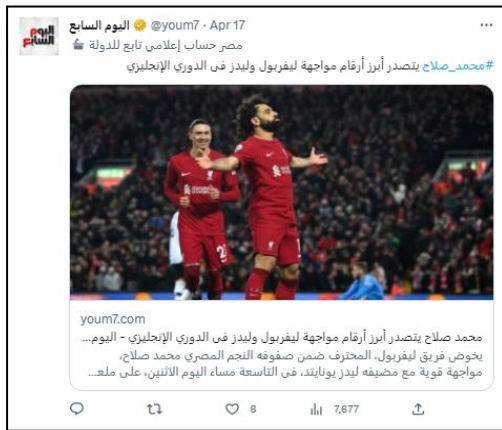 اليوم السابع @youm7 · Apr 17
مصر حساب إعلامي تابع للدولة
#محمد_صلاح يتصدر أبرز أرقام مواجهة ليفربول وليدز فى الدوري الإنجليزي
youm7.com
محمد صلاح يتصدر أبرز أرقام مواجهة ليفربول وليدز فى الدوري الإنجليزي - اليوم...
يخوض فريق ليفربول، المحترف ضمن صفوفه النجم المصري محمد صلاح،
مواجهة قوية مع مضيفه ليدز يونايتد، فى التاسعة مساء اليوم الاثنين، على ملعـ...
8 7,677